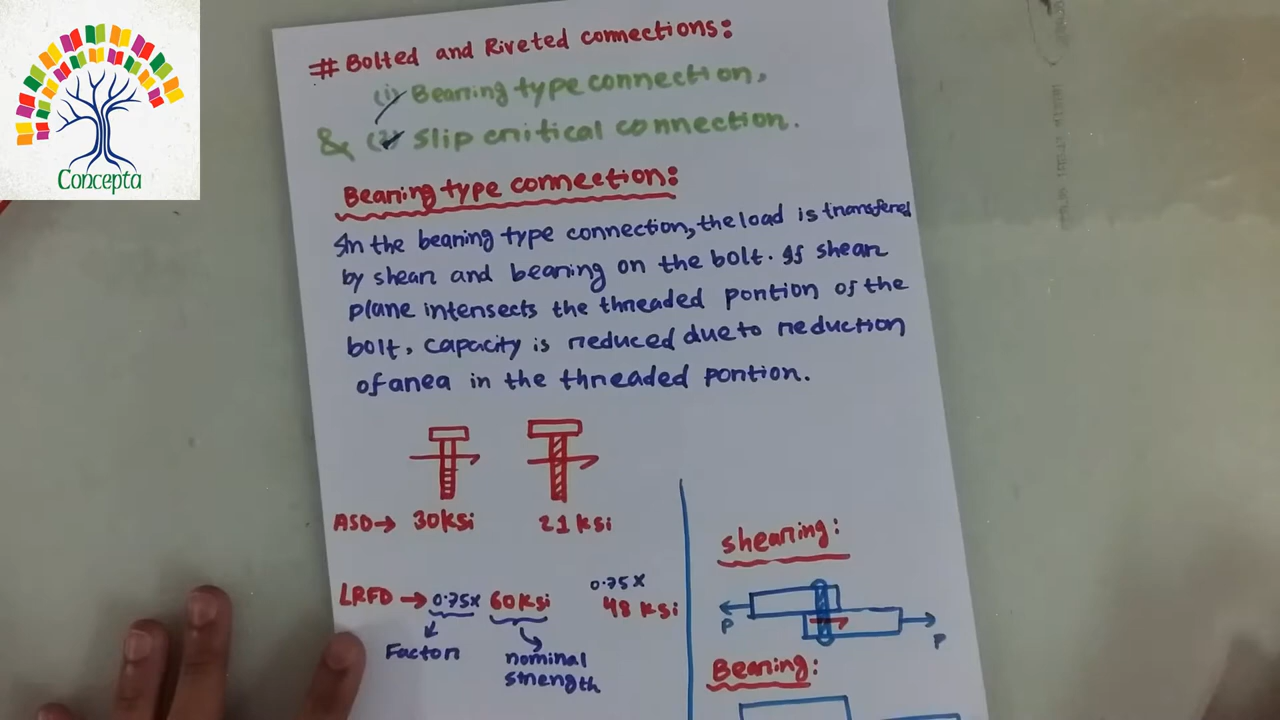 Concepta
# Bolted and Riveted connections:
(i) Bearing type connection,
& (2) Slip critical connection.
Bearing type connection:
In the bearing type connection, the load is transfered
by shear and bearing on the bolt. If shear
plane intersects the threaded portion of the
bolt, capacity is reduced due to reduction
of area in the threaded portion.
ASD→ 30ksi 21 ksi
LRFD → 0.75x 60ksi 0.75 x 48 ksi
Factor
nominal
strength
shearing:
P P
Bearing: